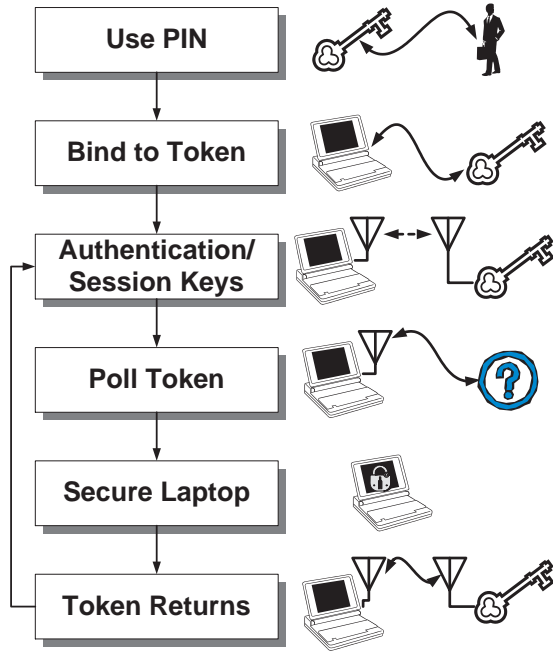 Use PIN
Bind to Token
Authentication/
Session Keys
Poll Token
?
Secure Laptop
Token Returns